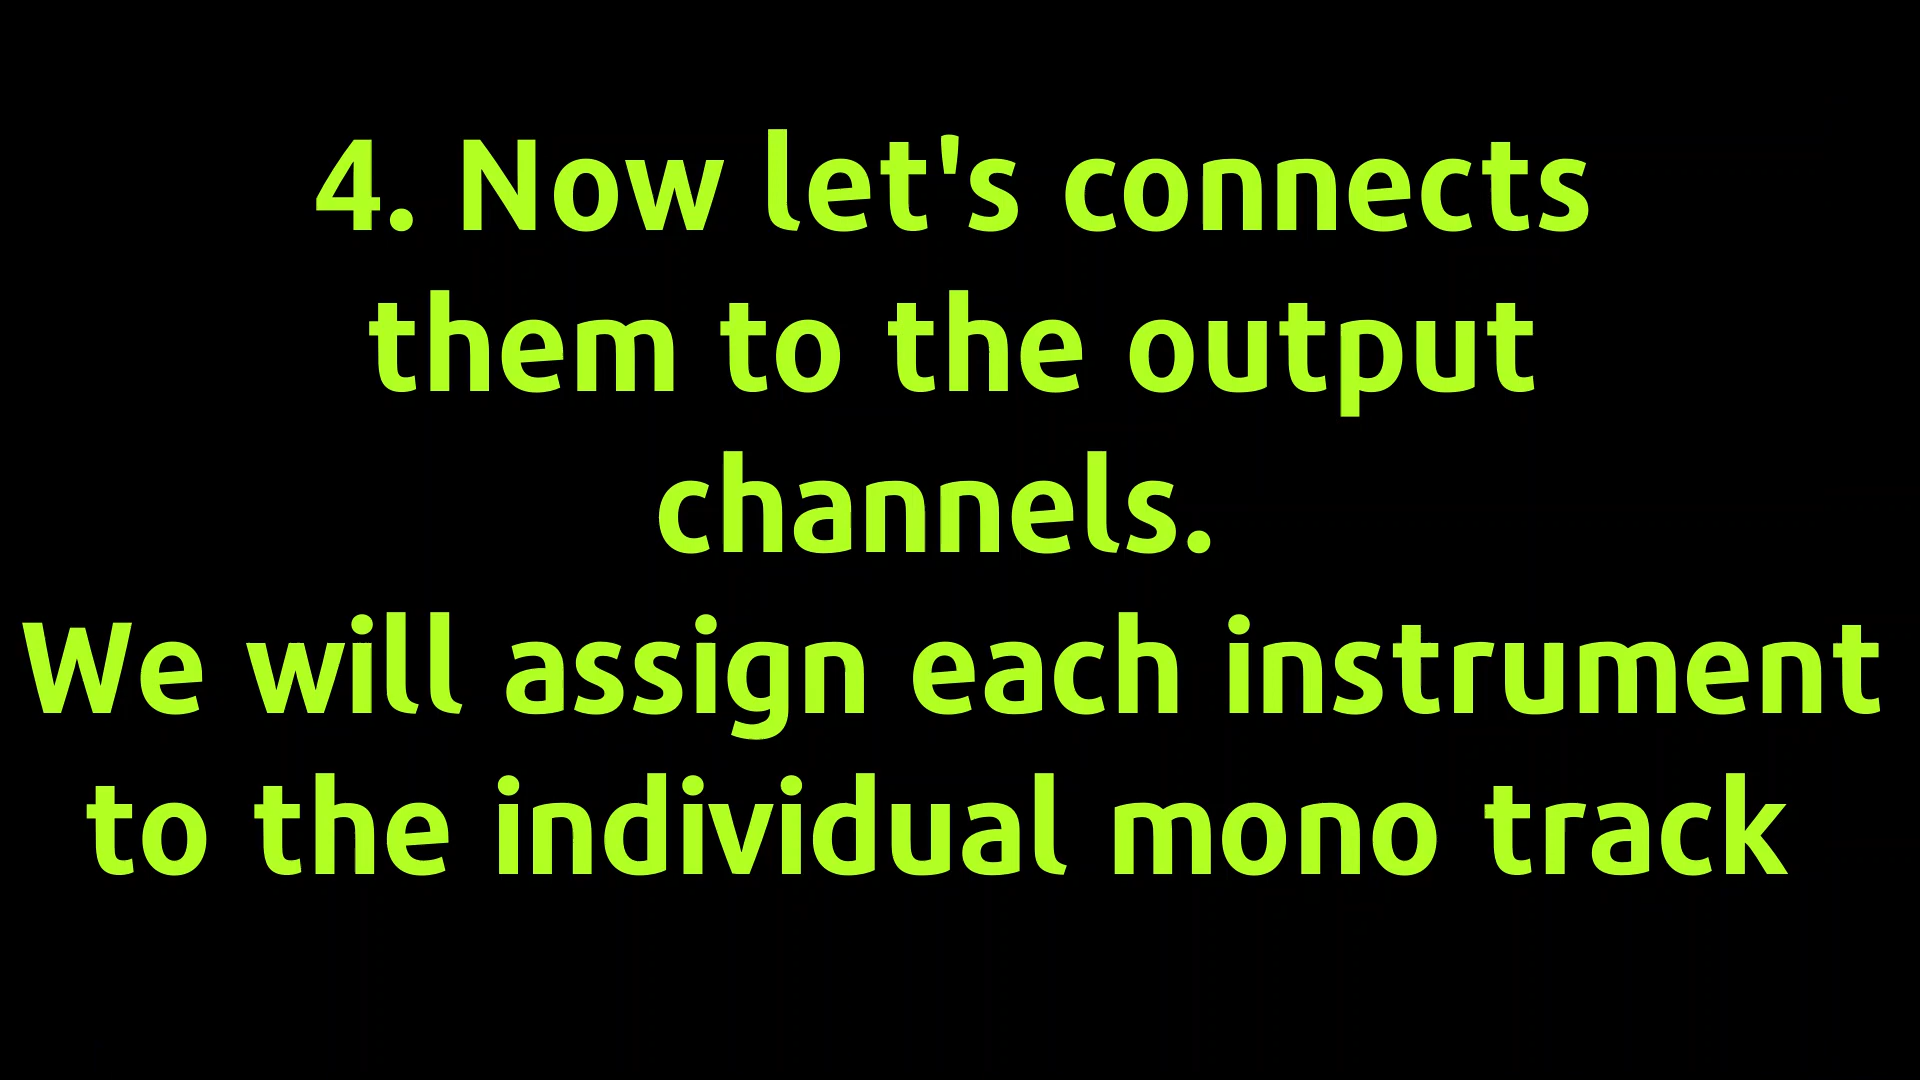 4. Now let's connects
them to the output
channels.
We will assign each instrument
to the individual mono track